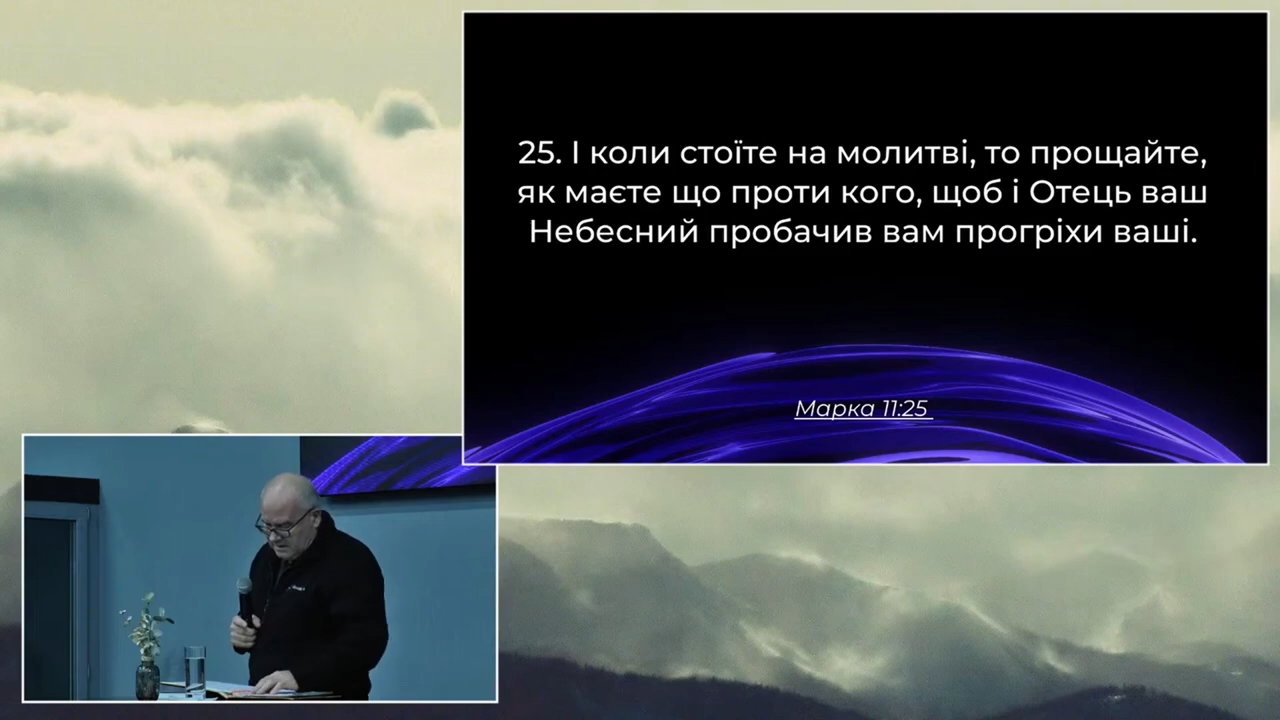 25. І коли стоїте на молитві, то прощайте,
як маєте що проти кого, щоб і Отець ваш
Небесний пробачив вам прогріхи ваші.
Марка 11:25